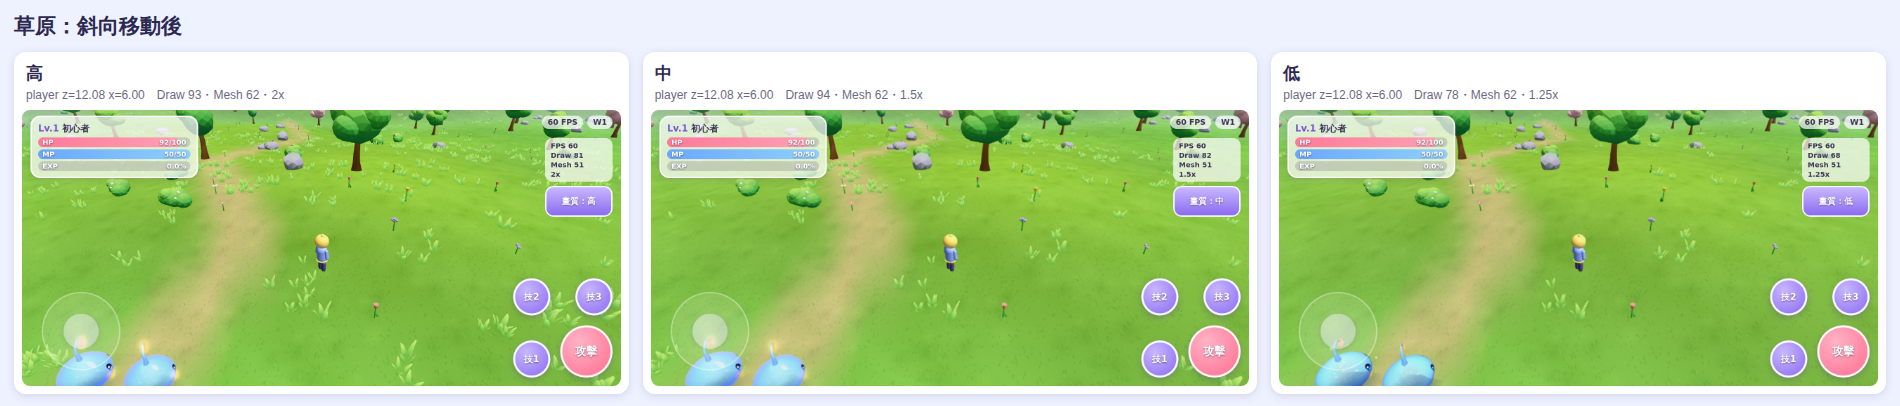 草原：斜向移動後
高
player z=12.08 x=6.00 Draw 93・Mesh 62・2x
Lv.1 初心者
HP 92/100
MP 50/50
EXP 0.0%
60 FPS W1
FPS 60
Draw 81
Mesh 51
2x
畫質：高
技2 技3
技1 攻擊
中
player z=12.08 x=6.00 Draw 94・Mesh 62・1.5x
Lv.1 初心者
HP 92/100
MP 50/50
EXP 0.0%
60 FPS W1
FPS 60
Draw 82
Mesh 51
1.5x
畫質：中
技2 技3
技1 攻擊
低
player z=12.08 x=6.00 Draw 78・Mesh 62・1.25x
Lv.1 初心者
HP 92/100
MP 50/50
EXP 0.0%
60 FPS W1
FPS 60
Draw 68
Mesh 51
1.25x
畫質：低
技2 技3
技1 攻擊